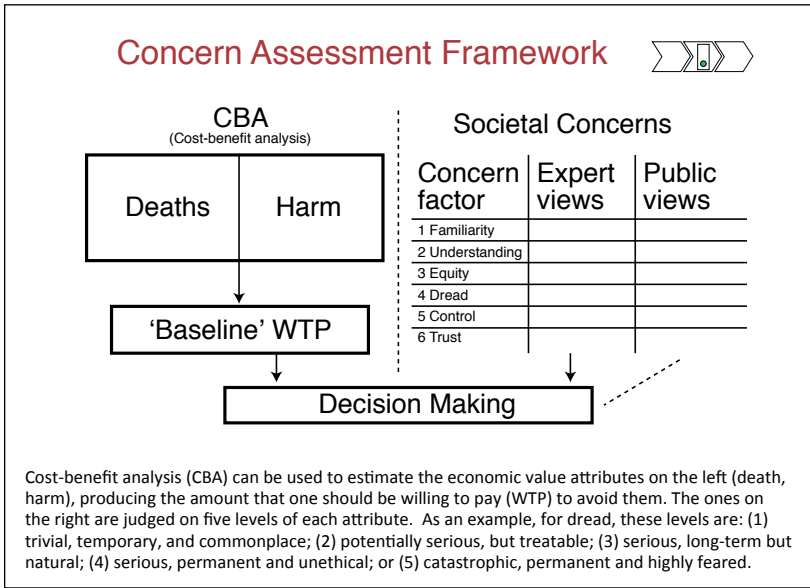 Concern Assessment Framework
CBA
(Cost-benefit analysis)
Deaths
Harm
‘Baseline’ WTP
Societal Concerns
Concern factor
Expert views
Public views
1 Familiarity
2 Understanding
3 Equity
4 Dread
5 Control
6 Trust
Decision Making
Cost-benefit analysis (CBA) can be used to estimate the economic value attributes on the left (death,
harm), producing the amount that one should be willing to pay (WTP) to avoid them. The ones on
the right are judged on five levels of each attribute.  As an example, for dread, these levels are: (1)
trivial, temporary, and commonplace; (2) potentially serious, but treatable; (3) serious, long-term but
natural; (4) serious, permanent and unethical; or (5) catastrophic, permanent and highly feared.